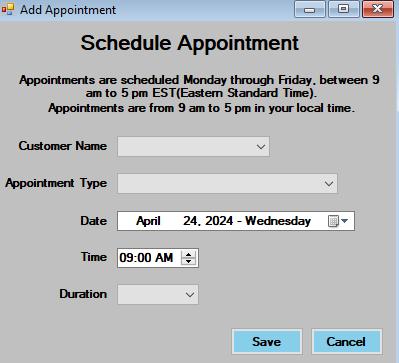 Add Appointment
Schedule Appointment
Appointments are scheduled Monday through Friday, between 9
am to 5 pm EST(Eastern Standard Time).
Appointments are from 9 am to 5 pm in your local time.
Customer Name
Appointment Type
Date April 24, 2024 - Wednesday
Time 09:00 AM
Duration
Save Cancel